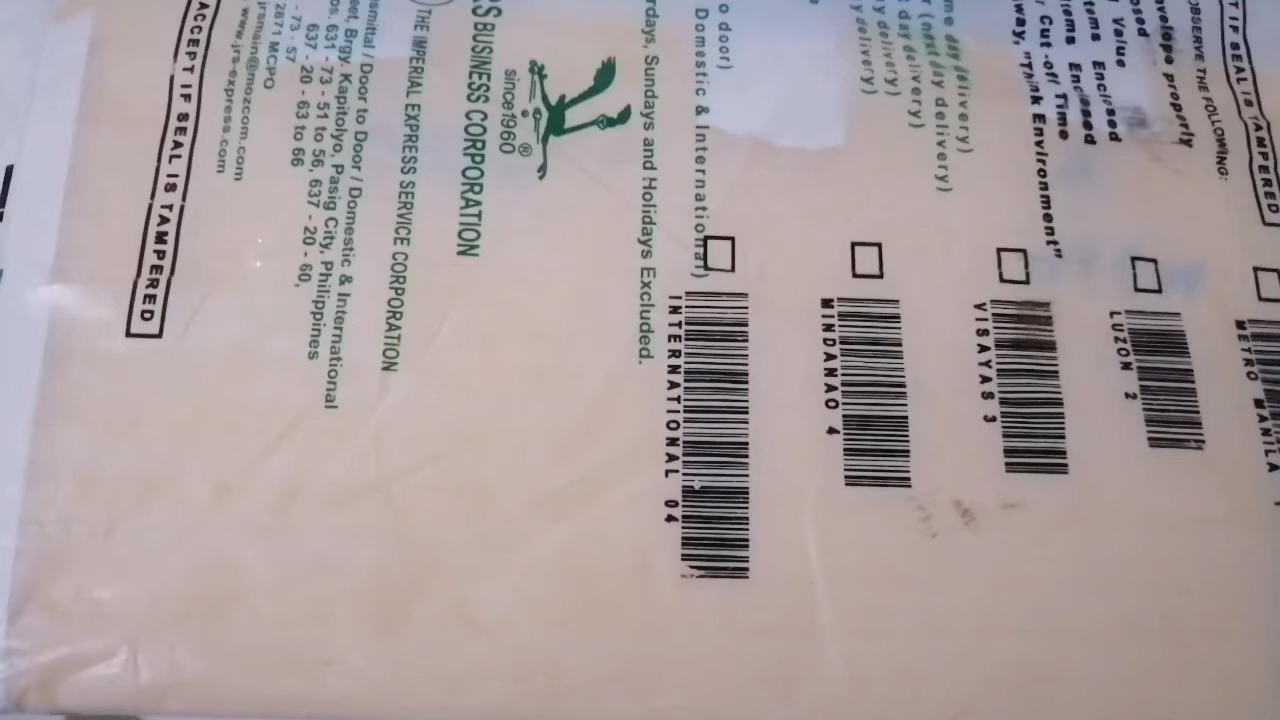 T IF SEAL IS TAMPERED
OBSERVE THE FOLLOWING:
velope properly
Value
tems Enclosed
Items Enclosed
r Cut-off Time
way, "Think Environment"
me day delivery)
r (next day delivery)
day delivery)
y delivery)
y delivery)
o door)
Domestic & International)
rdays, Sundays and Holidays Excluded.
METRO MANILA
LUZON 2
VISAYAS 3
MINDANAO 4
INTERNATIONAL 04
since1960
®
RS BUSINESS CORPORATION
THE IMPERIAL EXPRESS SERVICE CORPORATION
smittal / Door to Door / Domestic & International
eet, Brgy. Kapitolyo, Pasig City, Philippines
os. 631 - 73 - 51 to 56, 637 - 20 - 60,
637 - 20 - 63 to 66
- 73 - 57
2871 MCPO
jrsmain@mozcom.com
www.jrs-express.com
ACCEPT IF SEAL IS TAMPERED